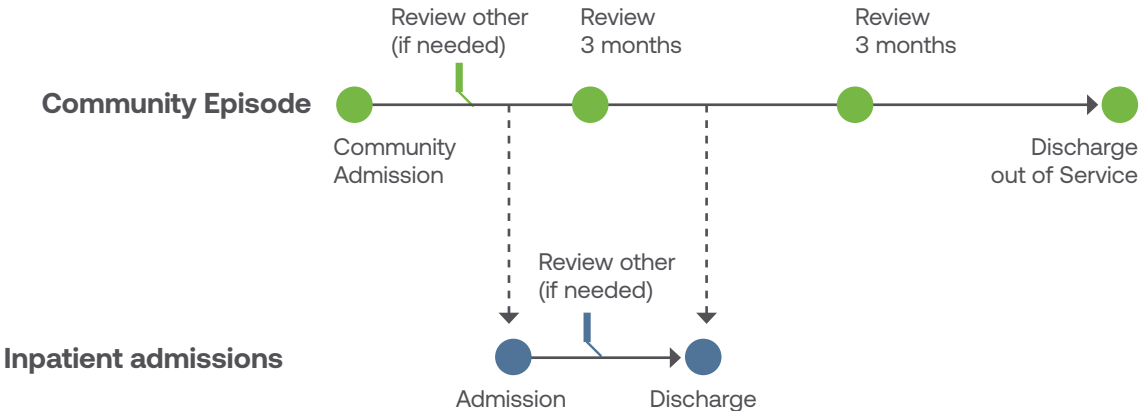 Review other
(if needed)
Review
3 months
Review
3 months
Community Episode
Community
Admission
Discharge
out of Service
Review other
(if needed)
Inpatient admissions
Admission
Discharge